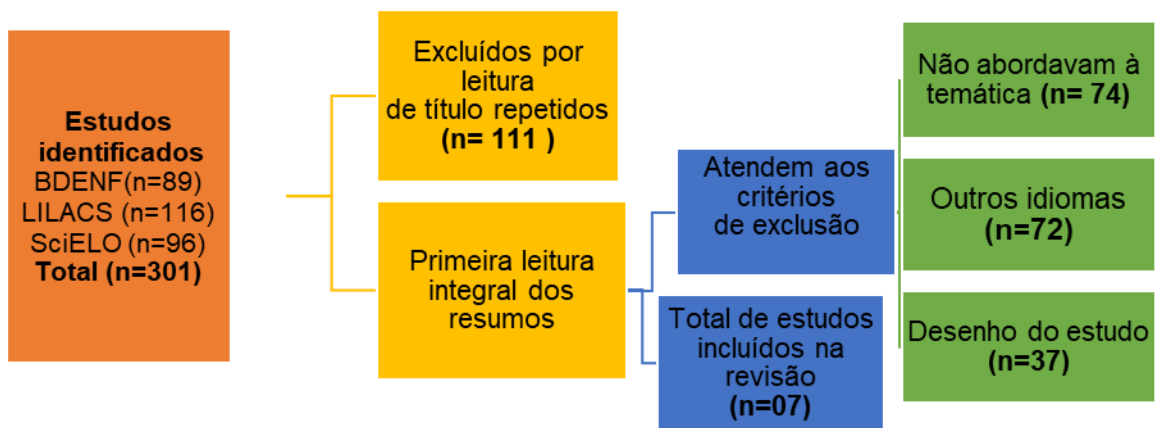 Estudos
identificados
BDENF(n=89)
LILACS (n=116)
SciELO (n=96)
Total (n=301)
Excluídos por
leitura
de título repetidos
(n= 111 )
Primeira leitura
integral dos
resumos
Atendem aos
critérios
de exclusão
Total de estudos
incluídos na
revisão
(n=07)
Não abordavam à
temática (n= 74)
Outros idiomas
(n=72)
Desenho do estudo
(n=37)